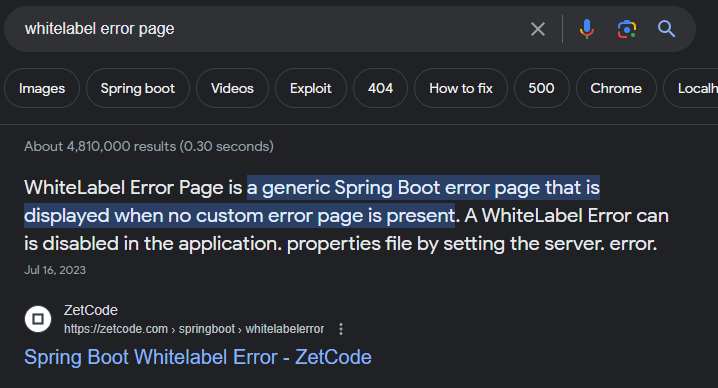 whitelabel error page
Images Spring boot Videos Exploit 404 How to fix 500 Chrome Localh
About 4,810,000 results (0.30 seconds)
WhiteLabel Error Page is a generic Spring Boot error page that is
displayed when no custom error page is present. A WhiteLabel Error can
is disabled in the application. properties file by setting the server. error.
Jul 16, 2023
ZetCode
https://zetcode.com › springboot › whitelabelerror
Spring Boot Whitelabel Error - ZetCode